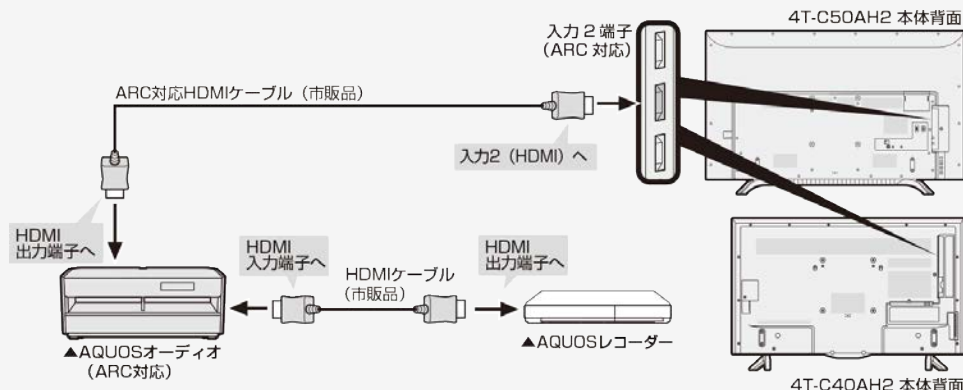 4T-C50AH2 本体背面
入力 2 端子
(ARC 対応)
ARC対応HDMIケーブル（市販品）
入力2（HDMI）へ
HDMI
出力端子へ
HDMI
入力端子へ
HDMIケーブル
（市販品）
HDMI
出力端子へ
▲AQUOSオーディオ
（ARC対応）
▲AQUOSレコーダー
4T-C40AH2 本体背面